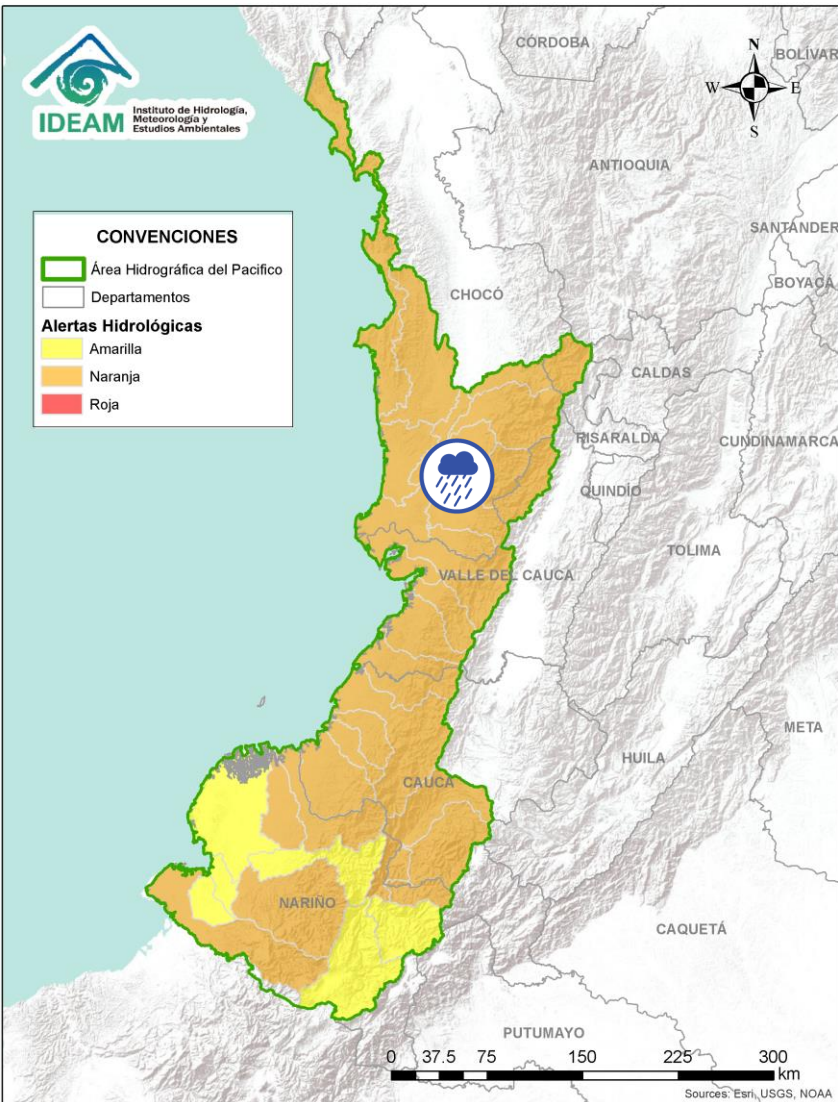 IDEAM
Instituto de Hidrología,
Meteorología y
Estudios Ambientales
CÓRDOBA
BOLIVAR
N
W
E
S
ANTIOQUIA
SANTANDER
BOYACÁ
CONVENCIONES
Área Hidrográfica del Pacifico
Departamentos
Alertas Hidrológicas
Amarilla
Naranja
Roja
CHOCÓ
CALDAS
RISARALDA
CUNDINAMARCA
QUINDÍO
TOLIMA
VALLE DEL CAUCA
META
HUILA
CAUCA
NARIÑO
CAQUETÁ
PUTUMAYO
0 37.5 75 150 225 300
km
Sources: Esri, USGS, NOAA